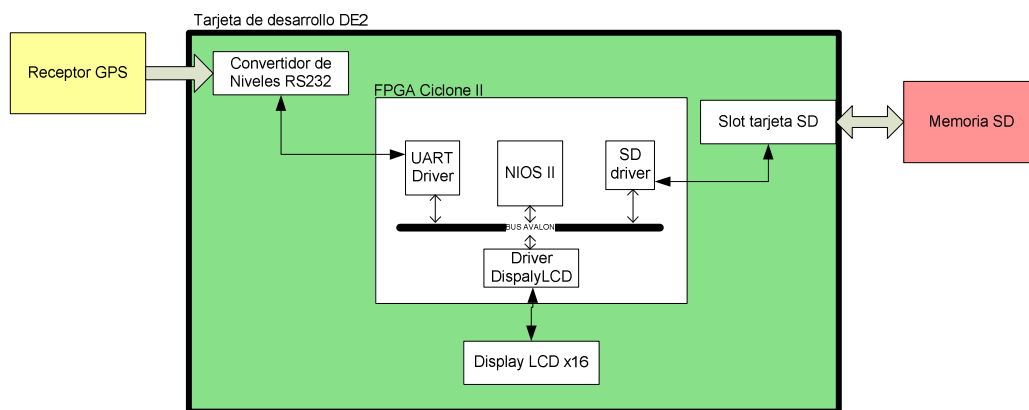 Tarjeta de desarrollo DE2
Receptor GPS
Convertidor de
Niveles RS232
FPGA Ciclone II
Slot tarjeta SD
Memoria SD
UART
Driver
NIOS II
SD
driver
BUS AVALON
Driver
DispalyLCD
Display LCD x16